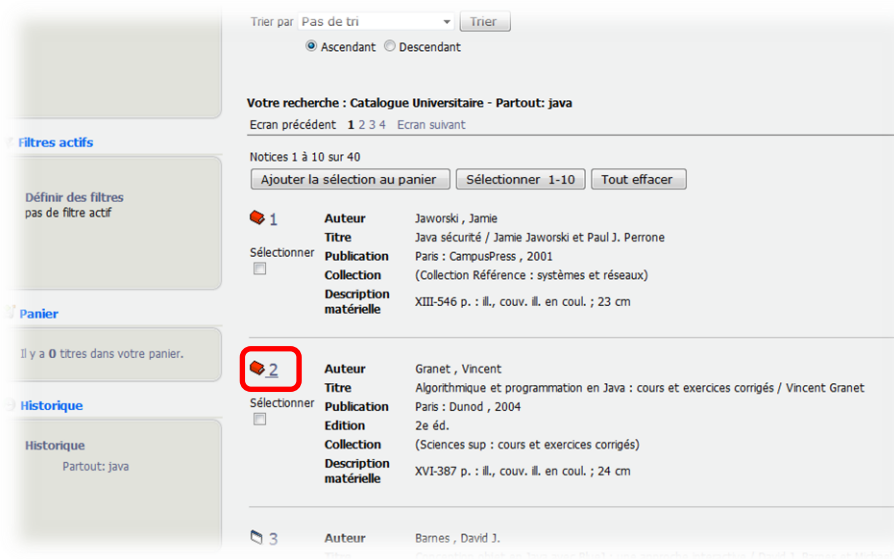 Trier par Pas de tri Trier
Ascendant Descendant
Votre recherche : Catalogue Universitaire - Partout: java
Ecran précédent 1 2 3 4 Ecran suivant
Filtres actifs
Notices 1 à 10 sur 40
Ajouter la sélection au panier Sélectionner 1-10 Tout effacer
Définir des filtres
pas de filtre actif
1 Auteur Jaworski , Jamie
Titre Java sécurité / Jamie Jaworski et Paul J. Perrone
Sélectionner Publication Paris : CampusPress , 2001
Collection (Collection Référence : systèmes et réseaux)
Description
matérielle XIII-546 p. : ill., couv. ill. en coul. ; 23 cm
Panier
Il y a 0 titres dans votre panier.
2 Auteur Granet , Vincent
Titre Algorithmique et programmation en Java : cours et exercices corrigés / Vincent Granet
Sélectionner Publication Paris : Dunod , 2004
Edition 2e éd.
Collection (Sciences sup : cours et exercices corrigés)
Description
matérielle XVI-387 p. : ill., couv. ill. en coul. ; 24 cm
Historique
Historique
Partout: java
3 Auteur Barnes , David J.
Titre